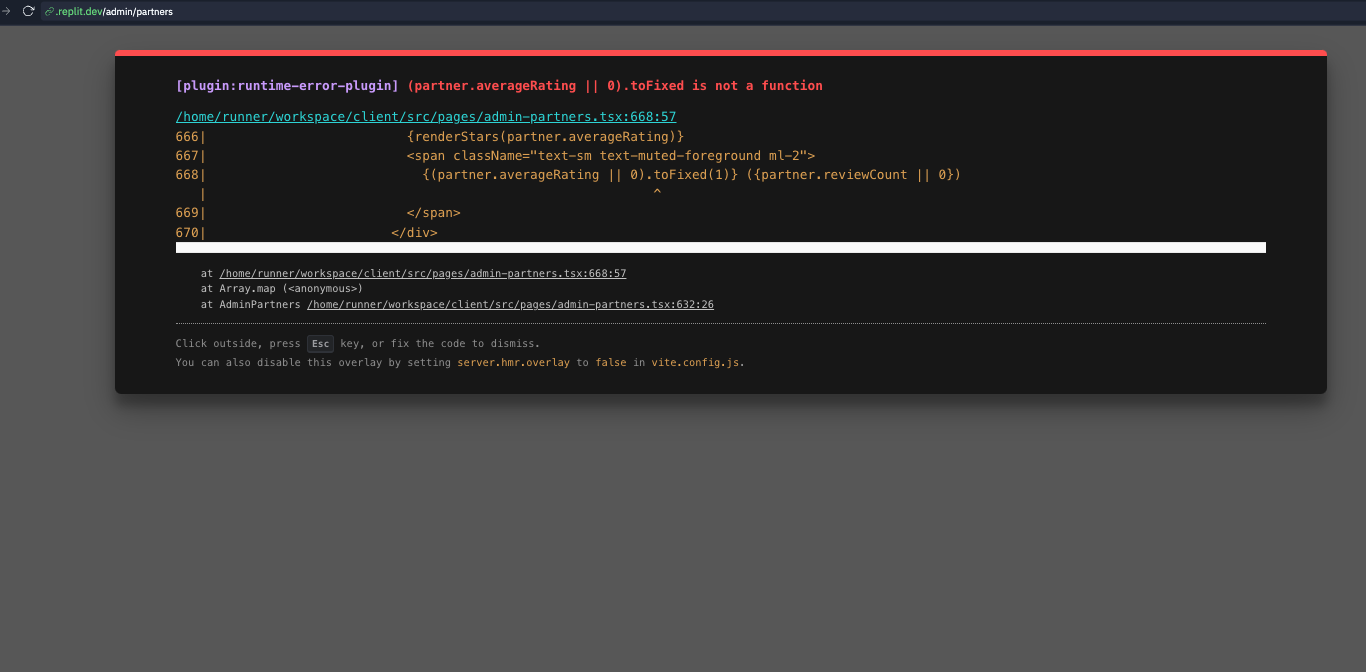 .replit.dev/admin/partners
[plugin:runtime-error-plugin] (partner.averageRating || 0).toFixed is not a function
/home/runner/workspace/client/src/pages/admin-partners.tsx:668:57
666|                          {renderStars(partner.averageRating)}
667|                          <span className="text-sm text-muted-foreground ml-2">
668|                            {(partner.averageRating || 0).toFixed(1)} ({partner.reviewCount || 0})
   |                                                         ^
669|                          </span>
670|                        </div>
at /home/runner/workspace/client/src/pages/admin-partners.tsx:668:57
at Array.map (<anonymous>)
at AdminPartners /home/runner/workspace/client/src/pages/admin-partners.tsx:632:26
Click outside, press Esc key, or fix the code to dismiss.
You can also disable this overlay by setting server.hmr.overlay to false in vite.config.js.